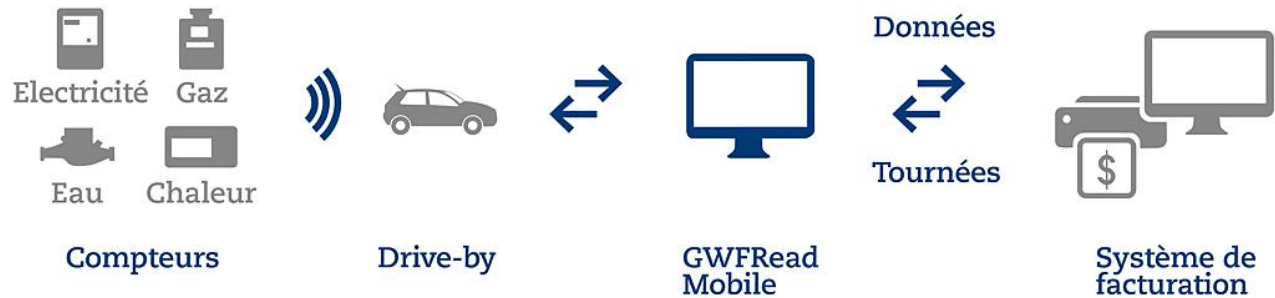 Electricité Gaz
Eau Chaleur
Données
Tournées
$
Compteurs
Drive-by
GWFRead
Mobile
Système de
facturation